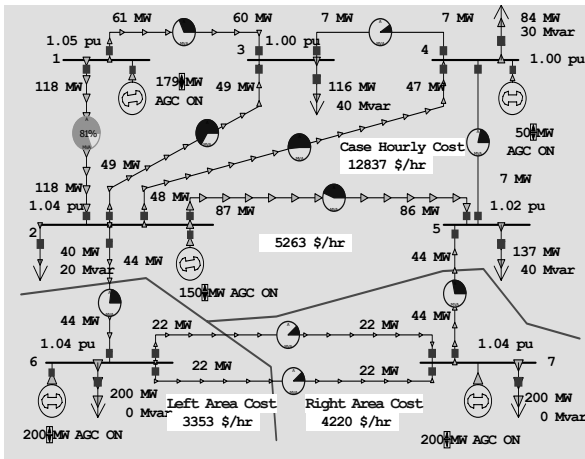 61 MW
60 MW
7 MW
7 MW
84 MW
30 Mvar
1.05 pu
3
1.00 pu
4
1.00 pu
1
118 MW
179 MW
AGC ON
49 MW
116 MW
40 Mvar
47 MW
50 MW
AGC ON
81%
Case Hourly Cost
12837 $/hr
49 MW
7 MW
118 MW
1.04 pu
48 MW
87 MW
86 MW
1.02 pu
2
5
5263 $/hr
40 MW
20 Mvar
44 MW
150 MW AGC ON
44 MW
137 MW
40 Mvar
44 MW
22 MW
22 MW
44 MW
1.04 pu
1.04 pu
6
7
200 MW
0 Mvar
22 MW
22 MW
200 MW
0 Mvar
Left Area Cost
3353 $/hr
Right Area Cost
4220 $/hr
200 MW AGC ON
200 MW AGC ON